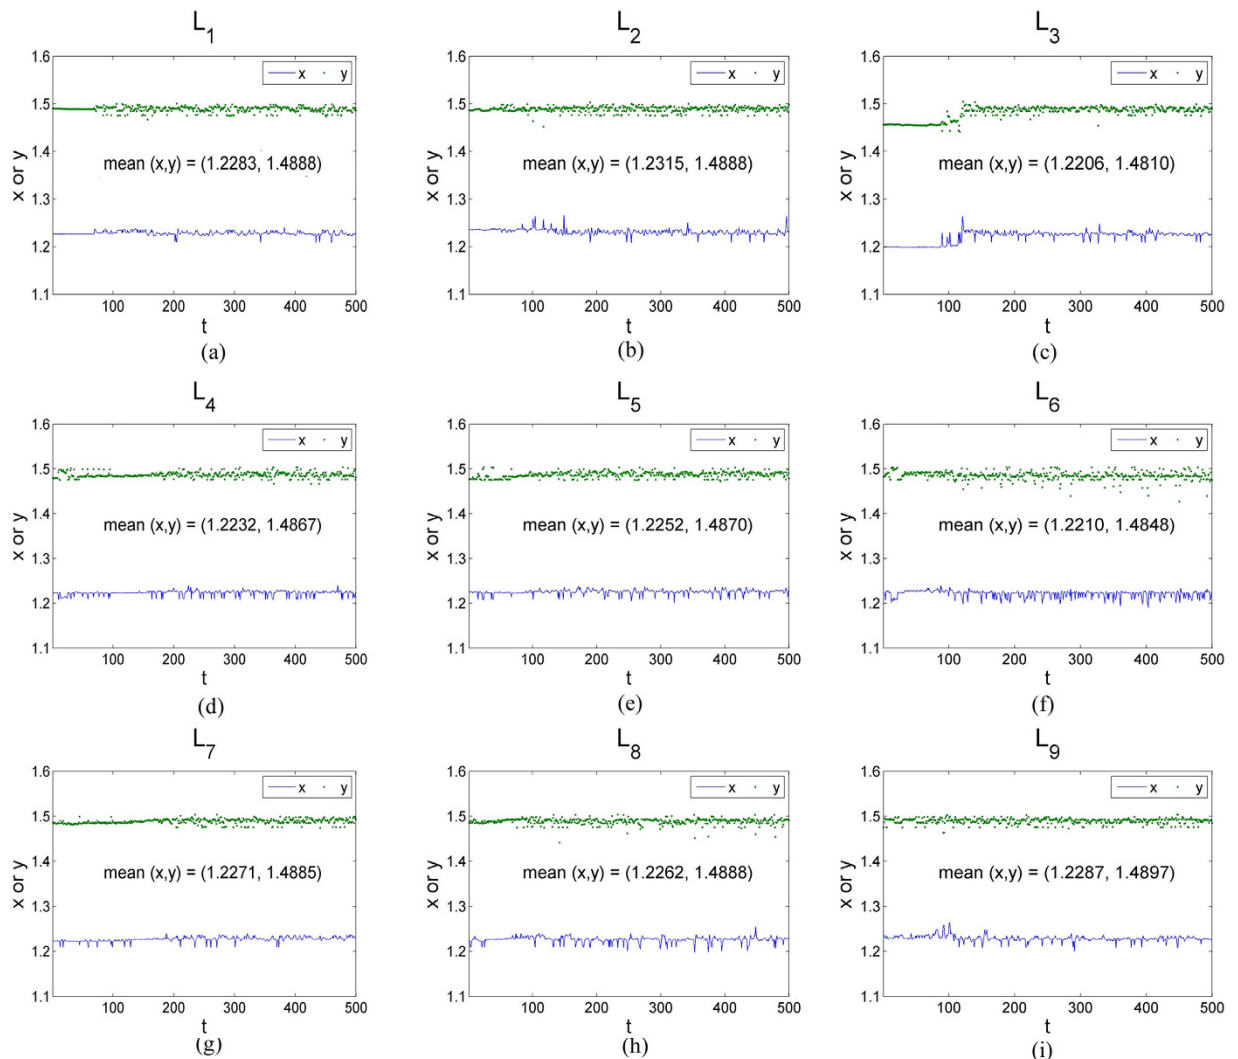 L1 L2 L3
1.6 1.6 1.6
x y x y x y
1.5 1.5 1.5
1.4 1.4 1.4
x or y mean (x,y) = (1.2283, 1.4888) x or y mean (x,y) = (1.2315, 1.4888) x or y mean (x,y) = (1.2206, 1.4810)
1.3 1.3 1.3
1.2 1.2 1.2
1.1 1.1 1.1
100 200 300 400 500 100 200 300 400 500 100 200 300 400 500
t t t
(a) (b) (c)
L4 L5 L6
1.6 1.6 1.6
x y x y x y
1.5 1.5 1.5
x or y mean (x,y) = (1.2232, 1.4867) x or y mean (x,y) = (1.2252, 1.4870) x or y mean (x,y) = (1.2210, 1.4848)
1.4 1.4 1.4
1.3 1.3 1.3
1.2 1.2 1.2
1.1 1.1 1.1
100 200 300 400 500 100 200 300 400 500 100 200 300 400 500
t t t
(d) (e) (f)
L7 L8 L9
1.6 1.6 1.6
x y x y x y
1.5 1.5 1.5
1.4 1.4 1.4
x or y mean (x,y) = (1.2271, 1.4885) x or y mean (x,y) = (1.2262, 1.4888) x or y mean (x,y) = (1.2287, 1.4897)
1.3 1.3 1.3
1.2 1.2 1.2
1.1 1.1 1.1
100 200 300 400 500 100 200 300 400 500 100 200 300 400 500
t t t
(g) (h) (i)